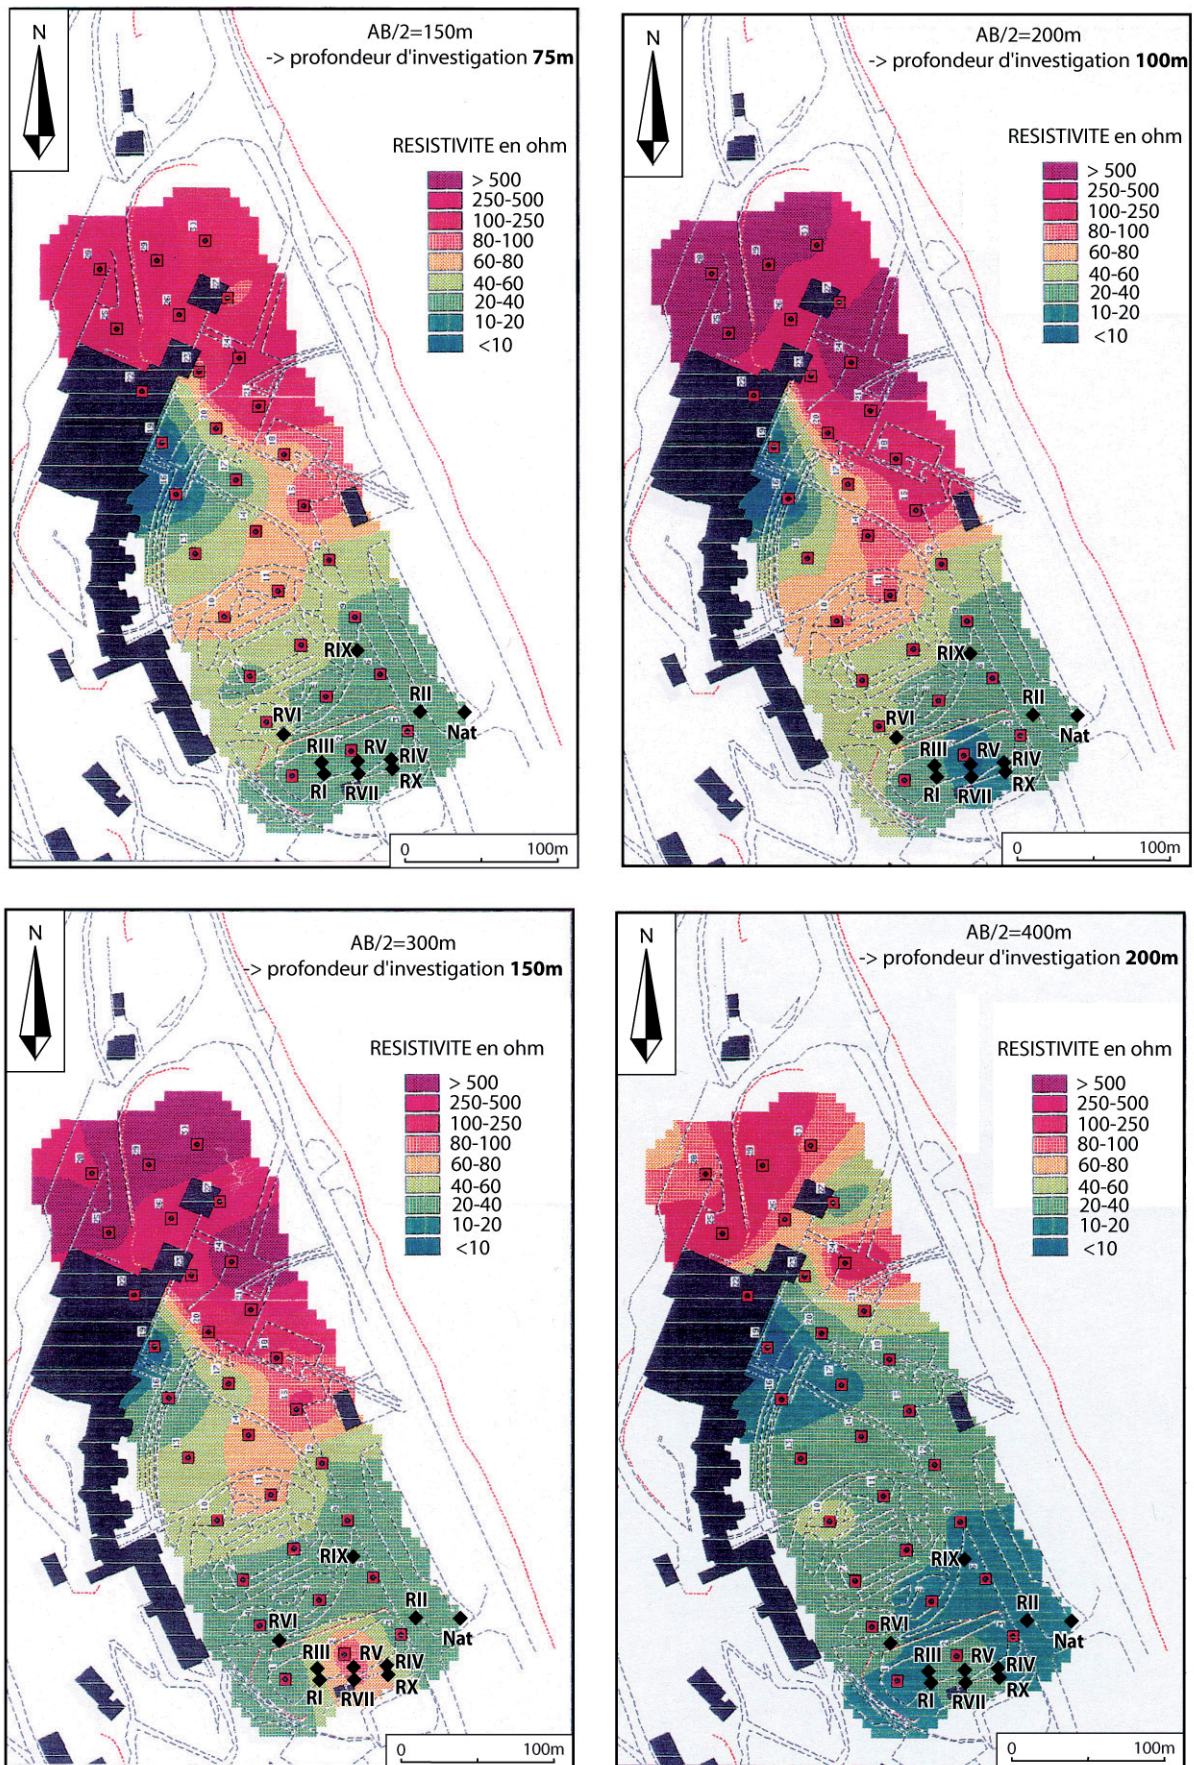 N
AB/2=150m
-> profondeur d'investigation 75m
RESISTIVITE en ohm
> 500
250-500
100-250
80-100
60-80
40-60
20-40
10-20
<10
RIX
RII
RVI
Nat
RIII
RV
RIV
RI
RVII
RX
0 100m
N
AB/2=200m
-> profondeur d'investigation 100m
RESISTIVITE en ohm
> 500
250-500
100-250
80-100
60-80
40-60
20-40
10-20
<10
RIX
RII
RVI
Nat
RIII
RV
RIV
RI
RVII
RX
0 100m
N
AB/2=300m
-> profondeur d'investigation 150m
RESISTIVITE en ohm
> 500
250-500
100-250
80-100
60-80
40-60
20-40
10-20
<10
RIX
RII
RVI
Nat
RIII
RV
RIV
RI
RVII
RX
0 100m
N
AB/2=400m
-> profondeur d'investigation 200m
RESISTIVITE en ohm
> 500
250-500
100-250
80-100
60-80
40-60
20-40
10-20
<10
RIX
RII
RVI
Nat
RIII
RV
RIV
RI
RVII
RX
0 100m